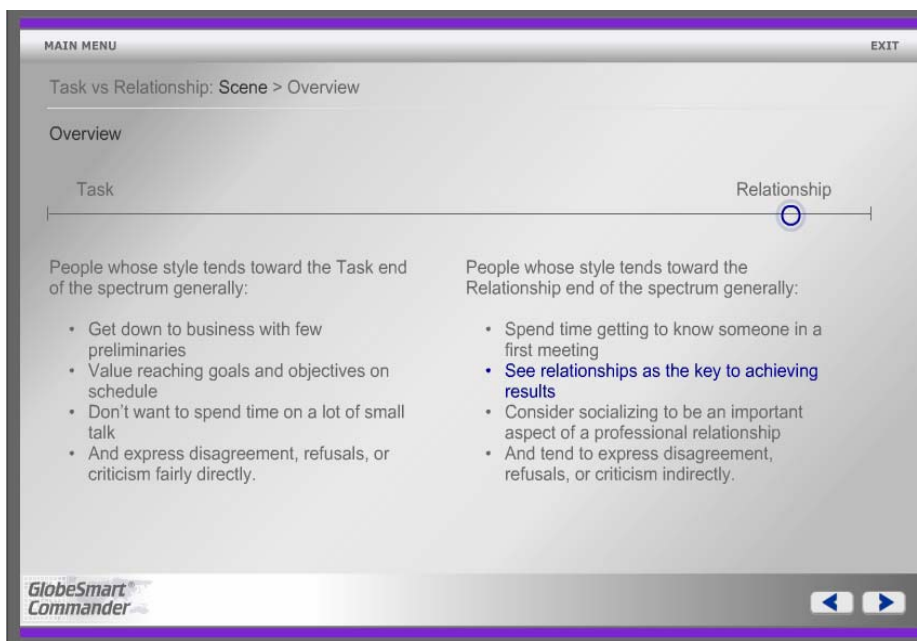 MAIN MENU
EXIT
Task vs Relationship: Scene > Overview
Overview
Task
Relationship
People whose style tends toward the Task end
of the spectrum generally:
• Get down to business with few
preliminaries
• Value reaching goals and objectives on
schedule
• Don't want to spend time on a lot of small
talk
• And express disagreement, refusals, or
criticism fairly directly.
People whose style tends toward the
Relationship end of the spectrum generally:
• Spend time getting to know someone in a
first meeting
• See relationships as the key to achieving
results
• Consider socializing to be an important
aspect of a professional relationship
• And tend to express disagreement,
refusals, or criticism indirectly.
GlobeSmart®
Commander